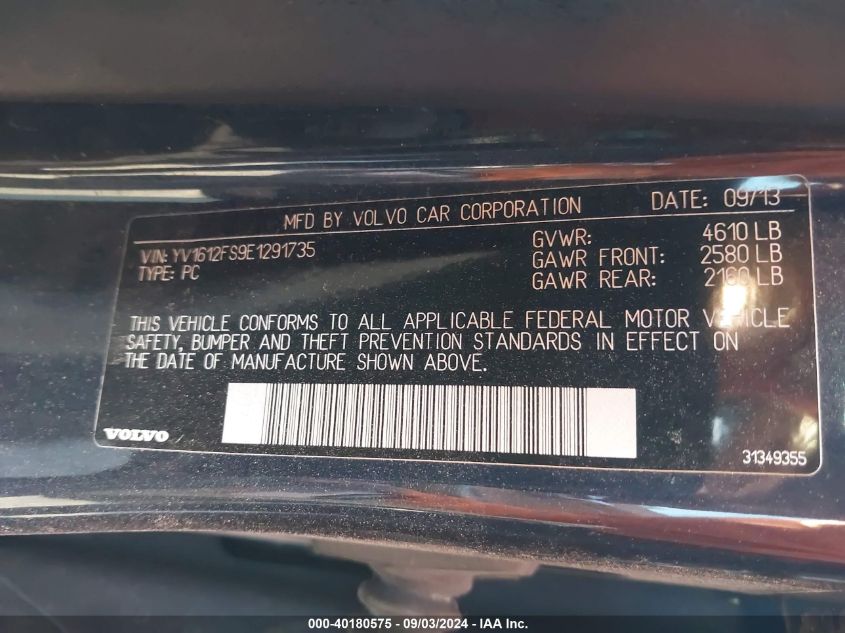 MFD BY VOLVO CAR CORPORATION DATE: 09/13
VIN: YV1612FS9E1291735 GVWR: 4610 LB
TYPE: PC GAWR FRONT: 2580 LB
GAWR REAR: 2160 LB
THIS VEHICLE CONFORMS TO ALL APPLICABLE FEDERAL MOTOR VEHICLE
SAFETY, BUMPER AND THEFT PREVENTION STANDARDS IN EFFECT ON
THE DATE OF MANUFACTURE SHOWN ABOVE.
VOLVO
31349355
000-40180575 - 09/03/2024 - IAA Inc.